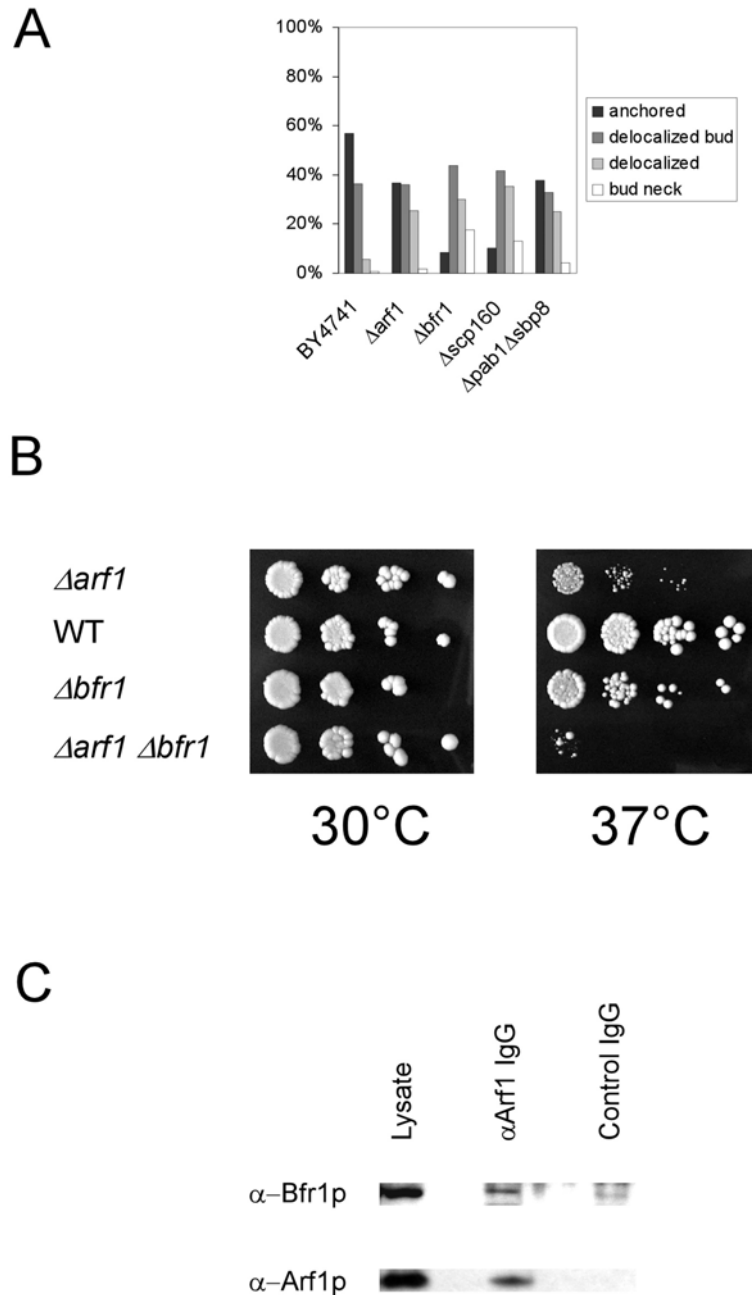 A
100%
80%
60%
40%
20%
0%
anchored
delocalized bud
delocalized
bud neck
BY4741
Δarf1
Δbfr1
Δscp160
Δpab1Δsbp8
B
Δarf1
WT
Δbfr1
Δarf1 Δbfr1
30°C
37°C
C
Lysate
αArf1 IgG
Control IgG
α–Bfr1p
α–Arf1p